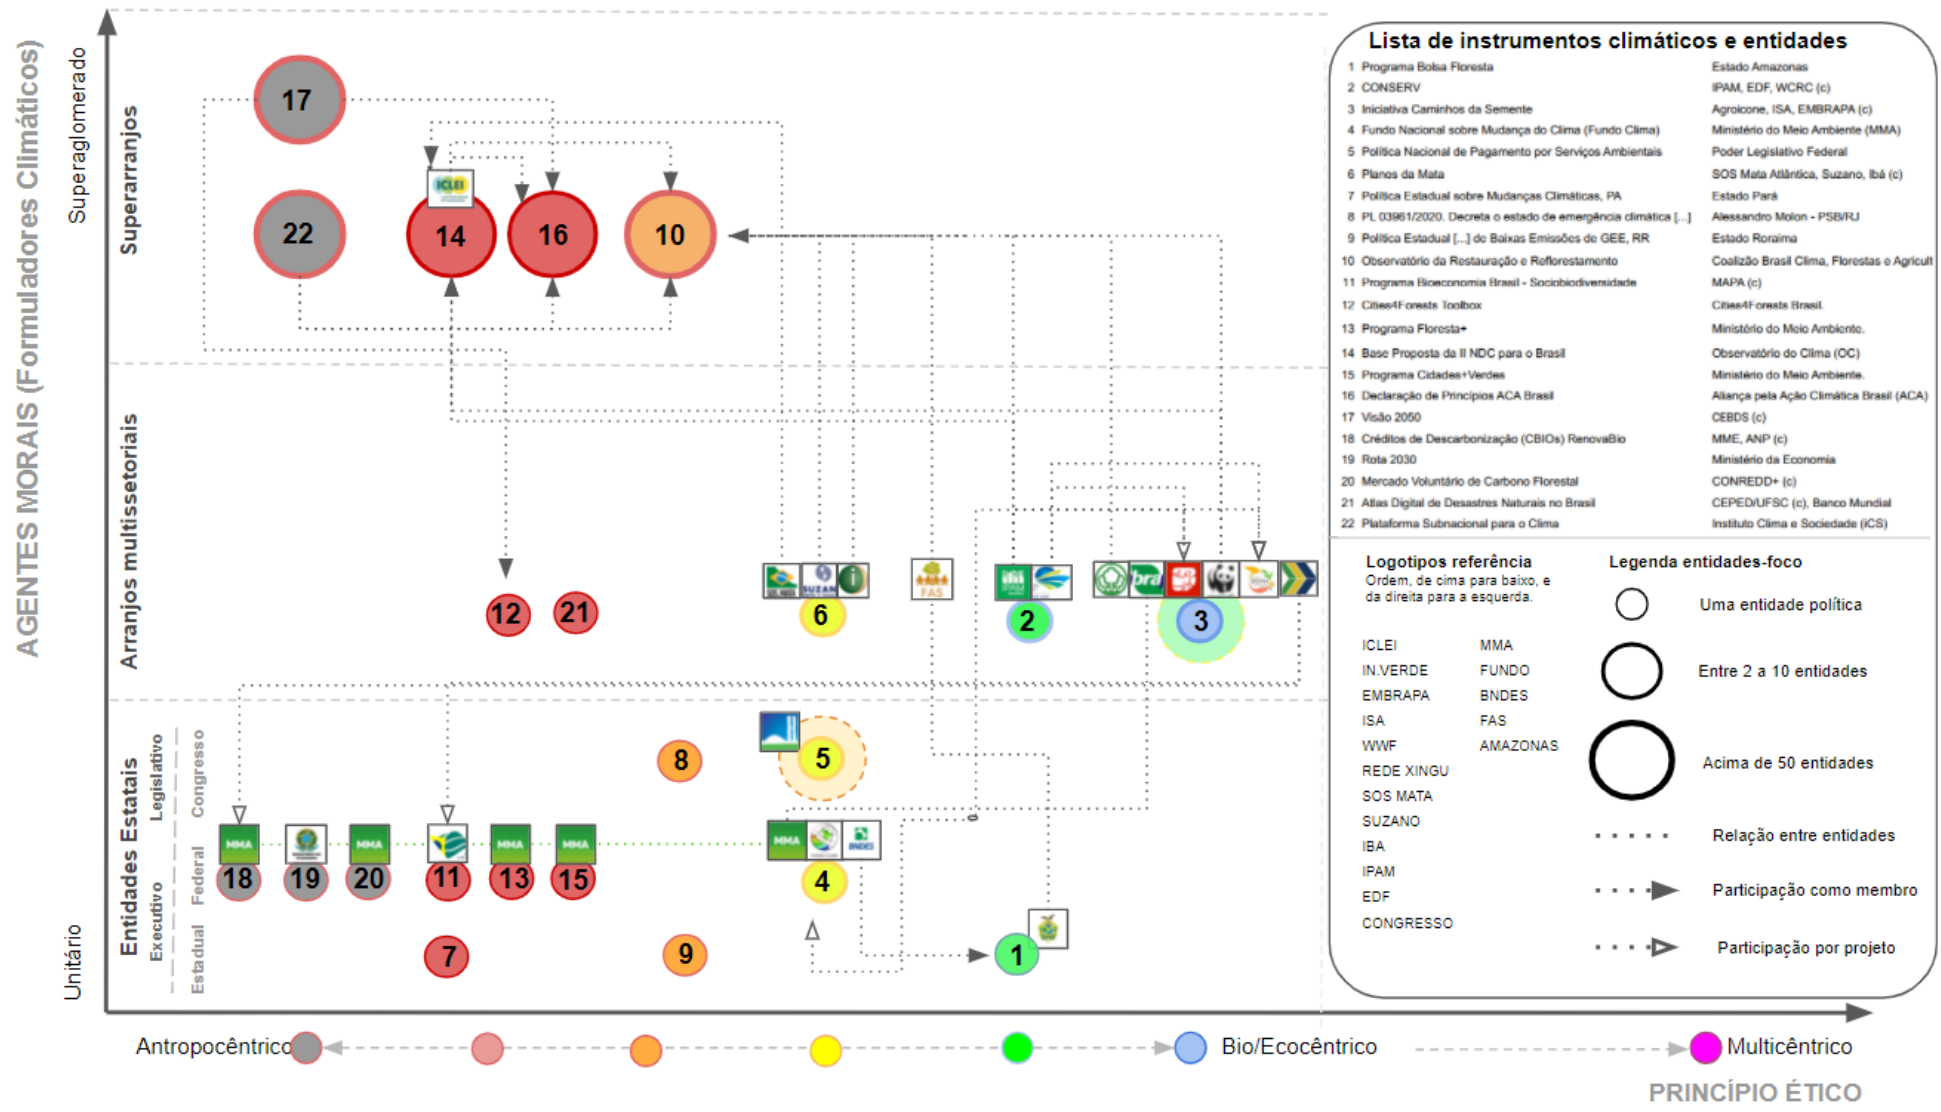 AGENTES MORAIS (Formuladores Climáticos)
Superaglomerado
Unitário
Superarranjos
Arranjos multissetoriais
Entidades Estatais
Legislativo
Executivo
Congresso
Federal
Estadual
17
22
ICLEI
14
16
10
12
21
SUZAN
6
FAS
IPAM
2
bra
3
8
5
MMA
MMA
MMA
MMA
MMA
BNDES
18
19
20
11
13
15
4
7
9
1
Antropocêntrico
Bio/Ecocêntrico
Multicêntrico
PRINCÍPIO ÉTICO
Lista de instrumentos climáticos e entidades
1 Programa Bolsa Floresta Estado Amazonas
2 CONSERV IPAM, EDF, WCRC (c)
3 Iniciativa Caminhos da Semente Agroicone, ISA, EMBRAPA (c)
4 Fundo Nacional sobre Mudança do Clima (Fundo Clima) Ministério do Meio Ambiente (MMA)
5 Política Nacional de Pagamento por Serviços Ambientais Poder Legislativo Federal
6 Planos da Mata SOS Mata Atlântica, Suzano, Ibá (c)
7 Política Estadual sobre Mudanças Climáticas, PA Estado Pará
8 PL 03961/2020. Decreta o estado de emergência climática [...] Alessandro Molon - PSB/RJ
9 Política Estadual [...] de Baixas Emissões de GEE, RR Estado Roraima
10 Observatório da Restauração e Reflorestamento Coalizão Brasil Clima, Florestas e Agricult
11 Programa Bioeconomia Brasil - Sociobiodiversidade MAPA (c)
12 Cities4Forests Toolbox Cities4Forests Brasil.
13 Programa Floresta+ Ministério do Meio Ambiente.
14 Base Proposta da II NDC para o Brasil Observatório do Clima (OC)
15 Programa Cidades+Verdes Ministério do Meio Ambiente.
16 Declaração de Princípios ACA Brasil Aliança pela Ação Climática Brasil (ACA)
17 Visão 2050 CEBDS (c)
18 Créditos de Descarbonização (CBIOs) RenovaBio MME, ANP (c)
19 Rota 2030 Ministério da Economia
20 Mercado Voluntário de Carbono Florestal CONREDD+ (c)
21 Atlas Digital de Desastres Naturais no Brasil CEPED/UFSC (c), Banco Mundial
22 Plataforma Subnacional para o Clima Instituto Clima e Sociedade (iCS)
Logotipos referência
Ordem, de cima para baixo, e
da direita para a esquerda.
ICLEI
IN.VERDE
EMBRAPA
ISA
WWF
REDE XINGU
SOS MATA
SUZANO
IBA
IPAM
EDF
CONGRESSO
MMA
FUNDO
BNDES
FAS
AMAZONAS
Legenda entidades-foco
Uma entidade política
Entre 2 a 10 entidades
Acima de 50 entidades
Relação entre entidades
Participação como membro
Participação por projeto